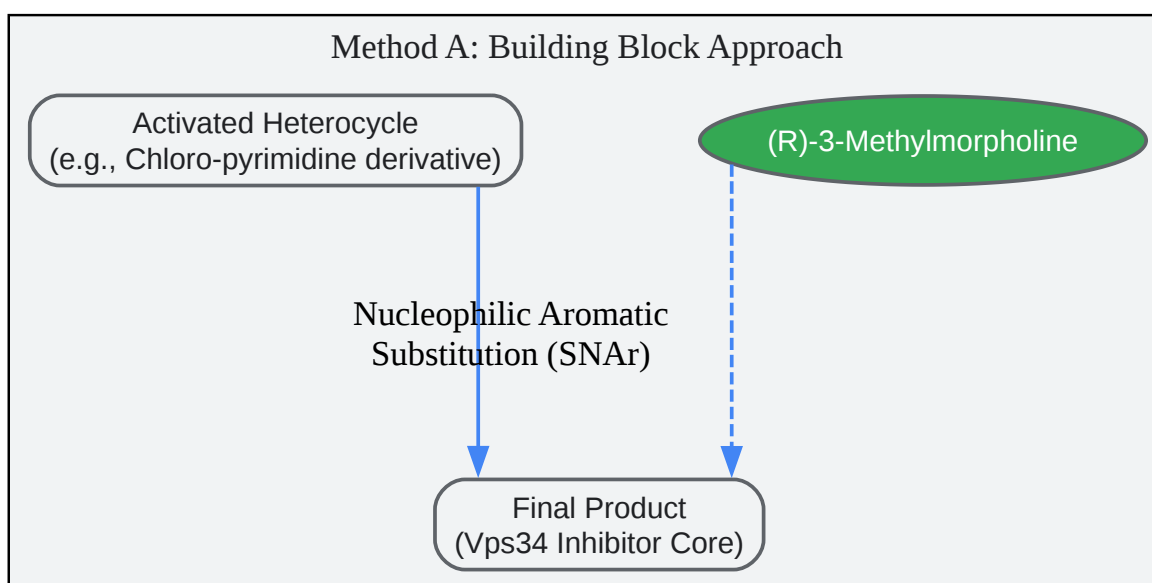 Method A: Building Block Approach
Activated Heterocycle
(e.g., Chloro-pyrimidine derivative)
(R)-3-Methylmorpholine
Nucleophilic Aromatic
Substitution (SNAr)
Final Product
(Vps34 Inhibitor Core)